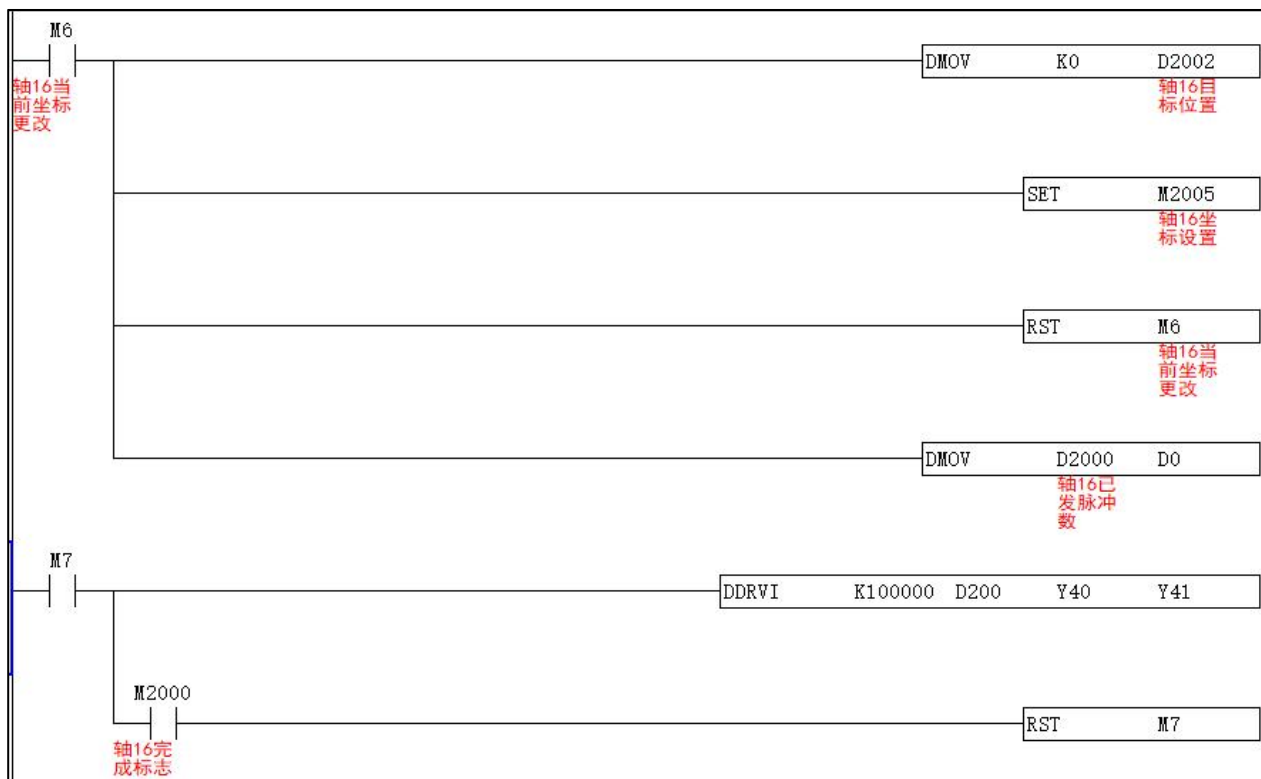 M6
DMOV K0 D2002
轴16当
前坐标
更改
轴16目
标位置
SET M2005
轴16坐
标设置
RST M6
轴16当
前坐标
更改
DMOV D2000 D0
轴16已
发脉冲
数
M7
DDRVI K100000 D200 Y40 Y41
M2000
RST M7
轴16完
成标志